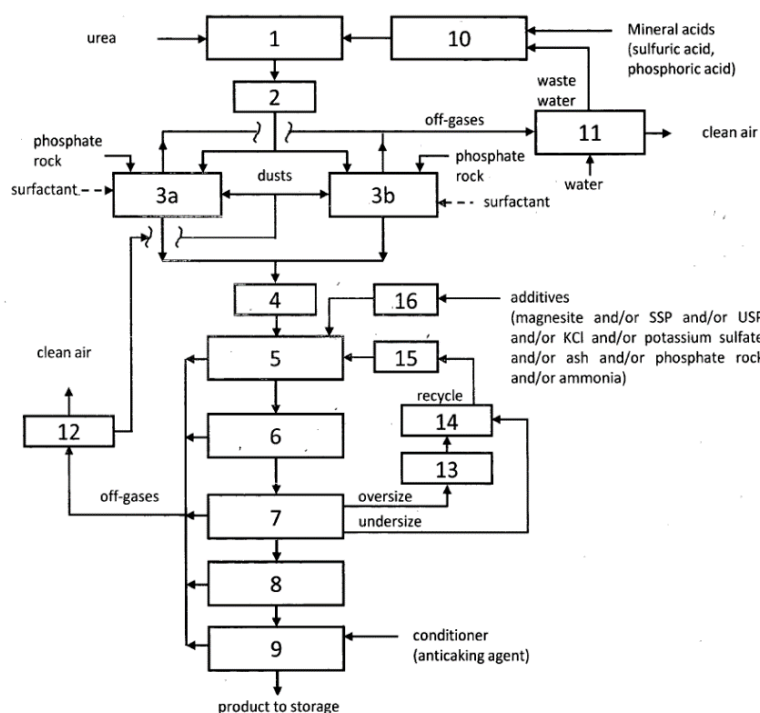 urea
1
10
Mineral acids
(sulfuric acid,
phosphoric acid)
2
waste
water
off-gases
11
clean air
phosphate
rock
dusts
phosphate
rock
water
surfactant
3a
3b
surfactant
4
16
additives
(magnesite and/or SSP and/or USP
and/or KCl and/or potassium sulfate
and/or ash and/or phosphate rock
and/or ammonia)
clean air
5
15
recycle
12
6
14
13
off-gases
7
oversize
undersize
8
9
conditioner
(anticaking agent)
product to storage